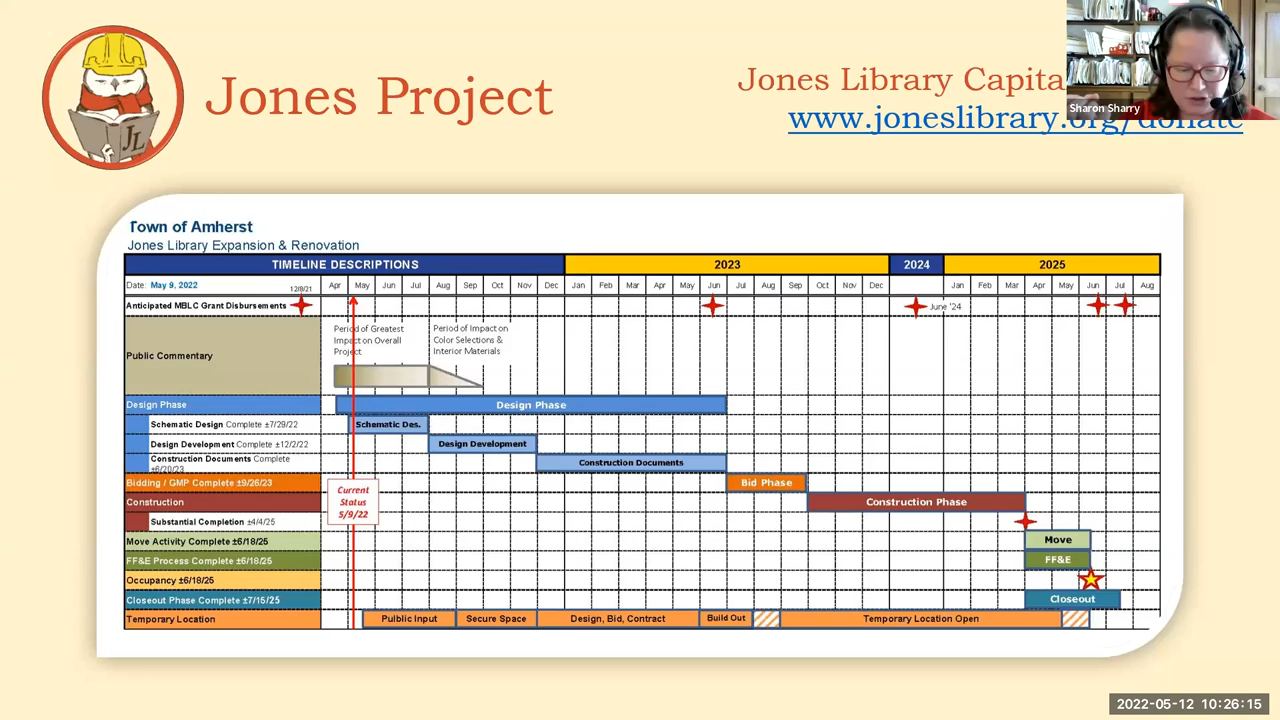 Jones Project
Jones Library Capita
www.joneslibrary.org/donate
Sharon Sharry
JL
Town of Amherst
Jones Library Expansion & Renovation
TIMELINE DESCRIPTIONS 2023 2024 2025
Date: May 9, 2022 12/8/21 Apr May Jun Jul Aug Sep Oct Nov Dec Jan Feb Mar Apr May Jun Jul Aug Sep Oct Nov Dec Jan Feb Mar Apr May Jun Jul Aug
Anticipated MBLC Grant Disbursements June '24
Public Commentary
Period of Greatest
Impact on Overall
Project
Period of Impact on
Color Selections &
Interior Materials
Design Phase Design Phase
Schematic Design Complete ±7/29/22 Schematic Des.
Design Development Complete ±12/2/22 Design Development
Construction Documents Complete
±6/20/23
Construction Documents
Bidding / GMP Complete ±9/26/23 Bid Phase
Current
Status
5/9/22
Construction Construction Phase
Substantial Completion ±4/4/25
Move Activity Complete ±6/18/25 Move
FF&E Process Complete ±6/18/25 FF&E
Occupancy ±6/18/25
Closeout Phase Complete ±7/15/25 Closeout
Temporary Location Pulblic Input Secure Space Design, Bid, Contract Build Out Temporary Location Open
2022-05-12 10:26:15